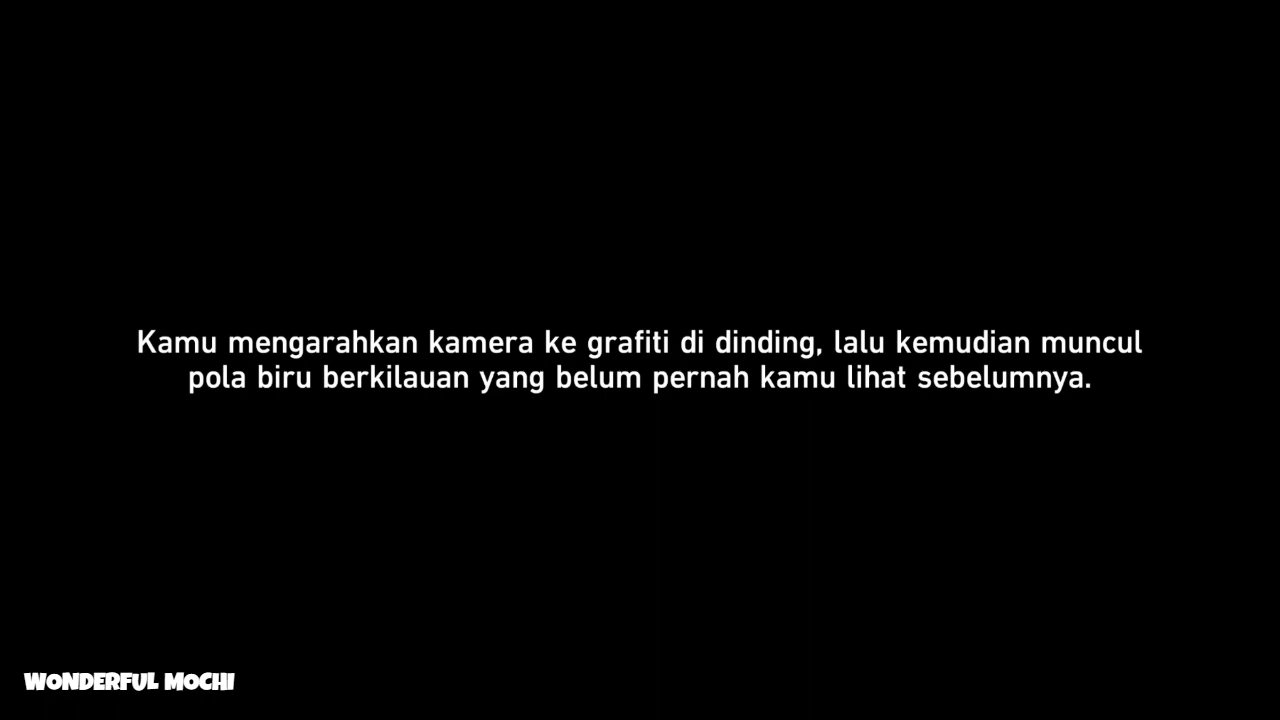 Kamu mengarahkan kamera ke grafiti di dinding, lalu kemudian muncul
pola biru berkilauan yang belum pernah kamu lihat sebelumnya.
WONDERFUL MOCHI